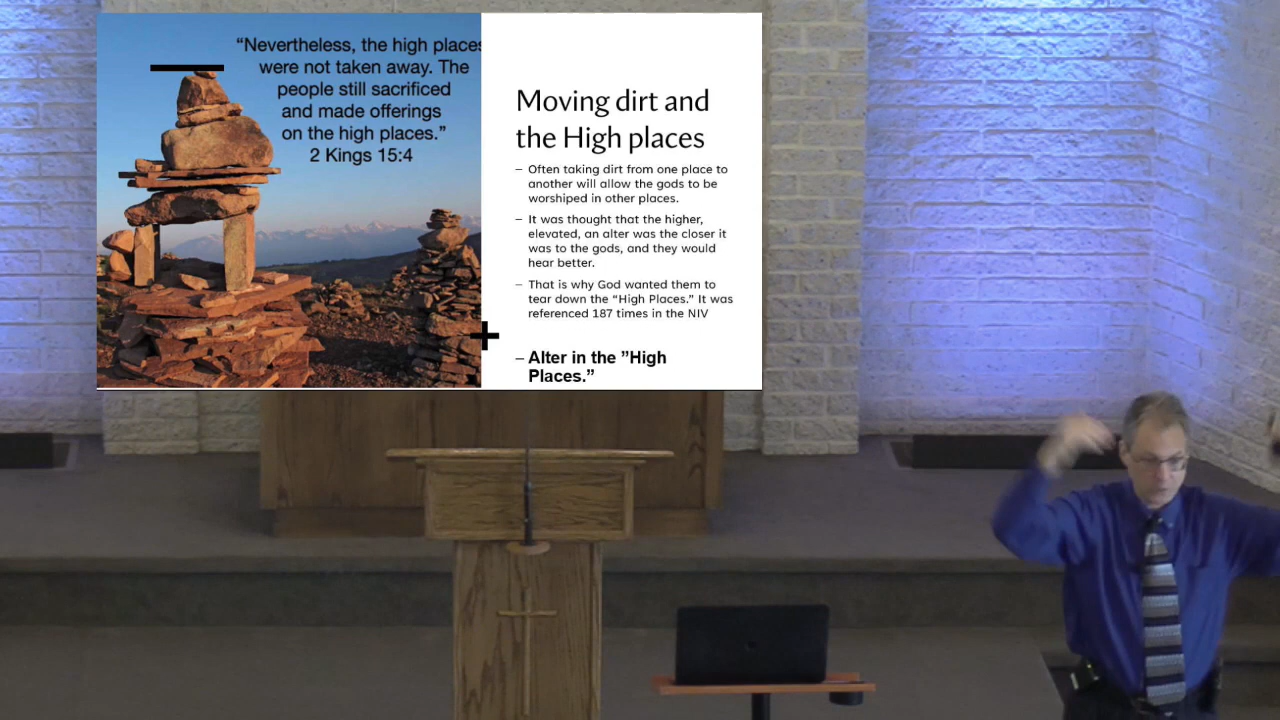 “Nevertheless, the high places
were not taken away. The
people still sacrificed
and made offerings
on the high places.”
2 Kings 15:4
Moving dirt and
the High places
– Often taking dirt from one place to
another will allow the gods to be
worshiped in other places.
– It was thought that the higher,
elevated, an alter was the closer it
was to the gods, and they would
hear better.
– That is why God wanted them to
tear down the “High Places.” It was
referenced 187 times in the NIV
– Alter in the ”High
Places.”